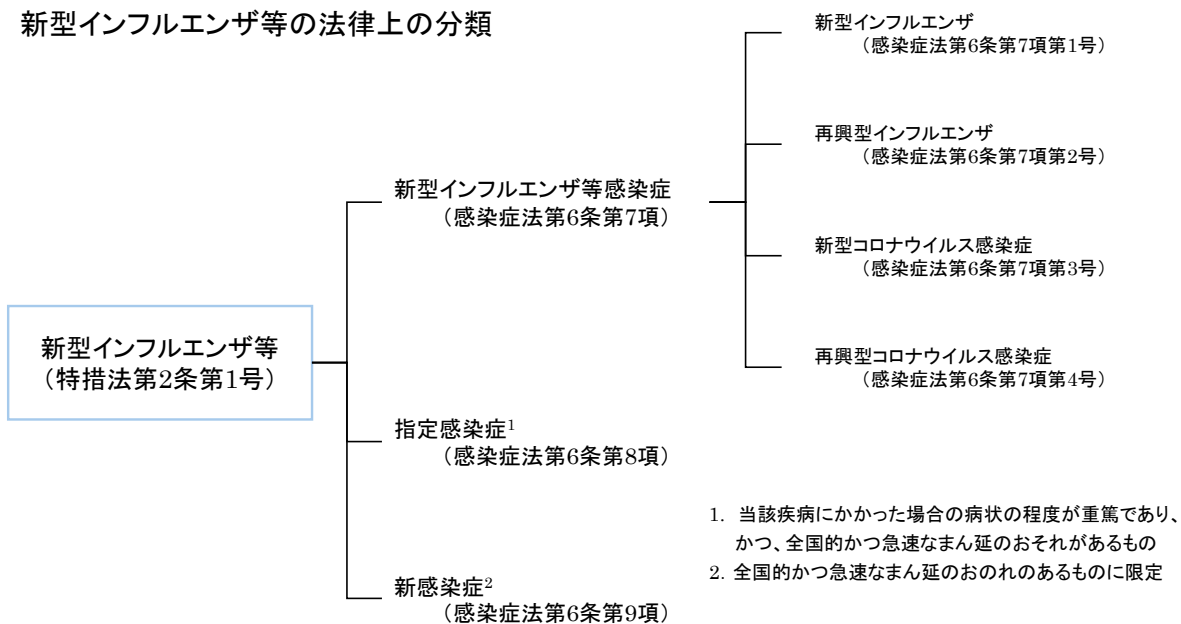 新型インフルエンザ等の法律上の分類
新型インフルエンザ等
（特措法第2条第1号）
新型インフルエンザ等感染症
（感染症法第6条第7項）
新型インフルエンザ
（感染症法第6条第7項第1号）
再興型インフルエンザ
（感染症法第6条第7項第2号）
新型コロナウイルス感染症
（感染症法第6条第7項第3号）
再興型コロナウイルス感染症
（感染症法第6条第7項第4号）
指定感染症1
（感染症法第6条第8項）
新感染症2
（感染症法第6条第9項）
1. 当該疾病にかかった場合の病状の程度が重篤であり、
かつ、全国的かつ急速なまん延のおそれがあるもの
2. 全国的かつ急速なまん延のおのれのあるものに限定